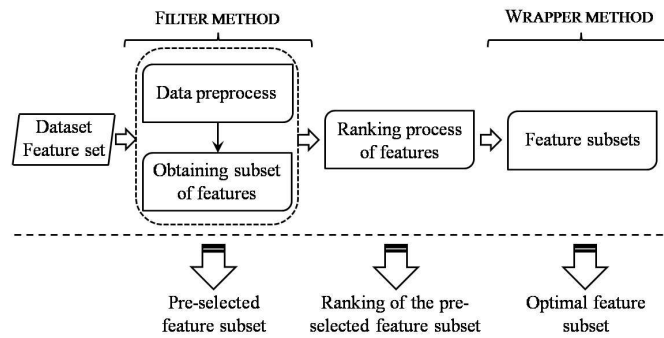 FILTER METHOD
WRAPPER METHOD
Data preprocess
Dataset
Feature set
Obtaining subset
of features
Ranking process
of features
Feature subsets
Pre-selected
feature subset
Ranking of the pre-
selected feature subset
Optimal feature
subset